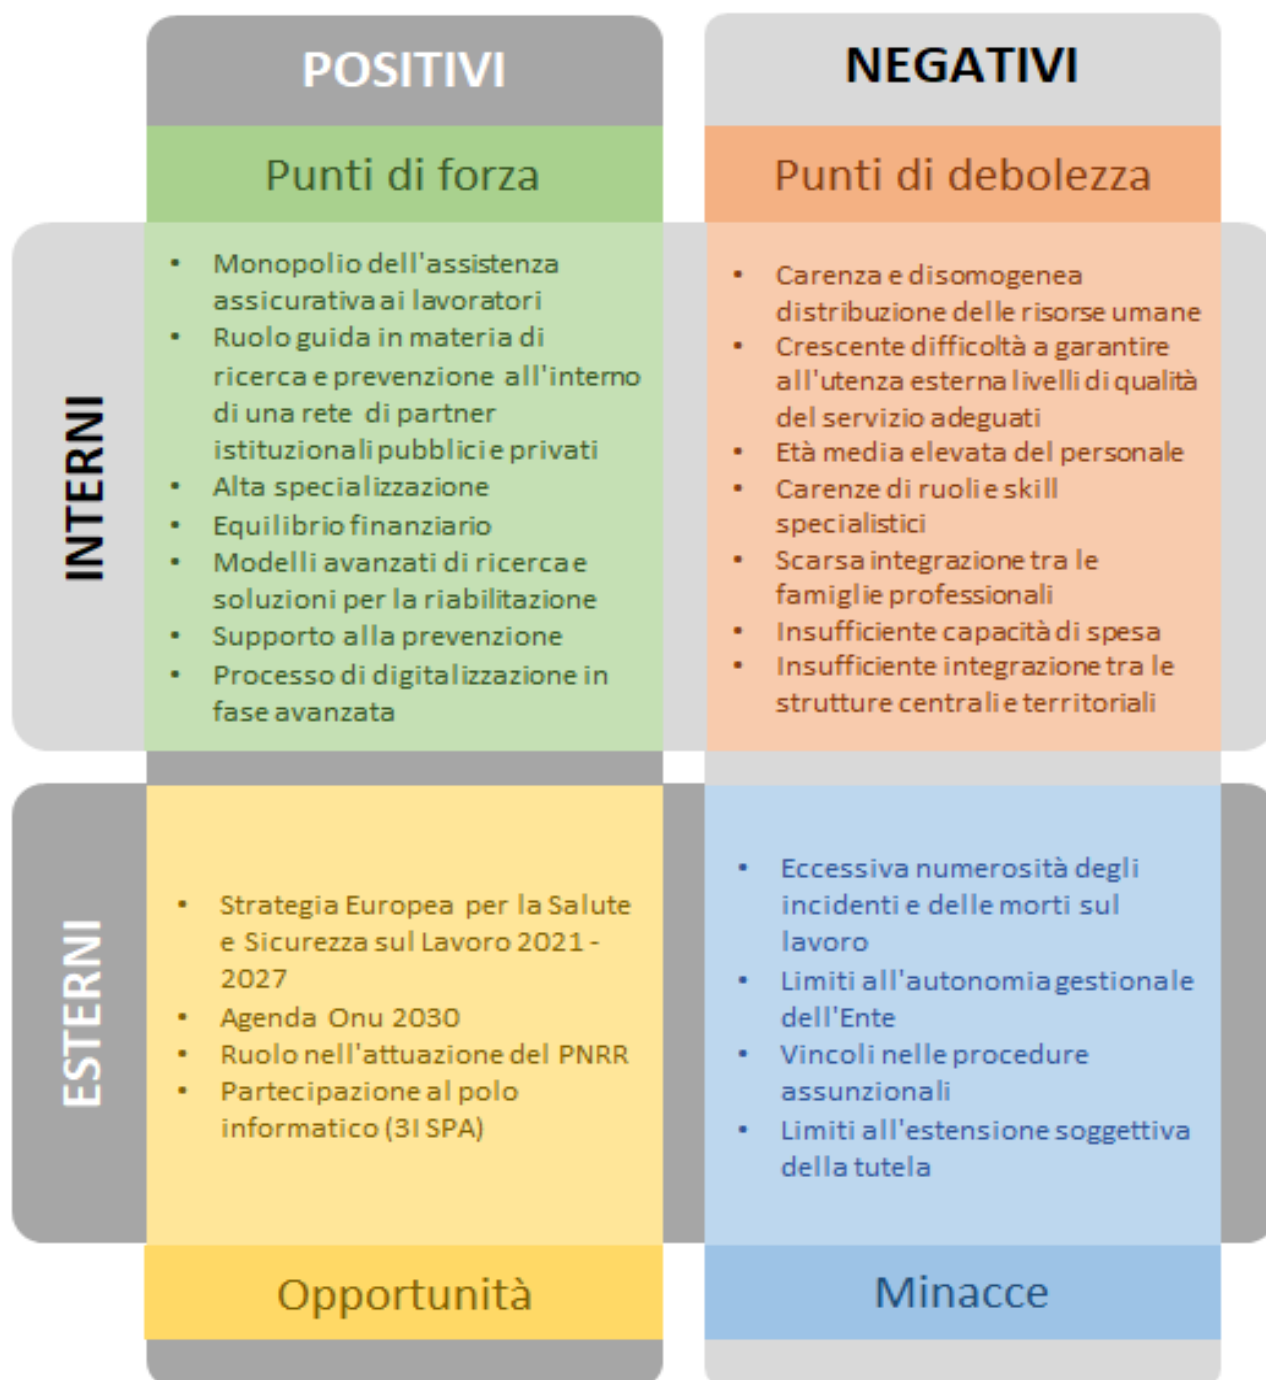 POSITIVI
NEGATIVI
Punti di forza
Punti di debolezza
INTERNI
• Monopolio dell'assistenza
assicurativa ai lavoratori
• Ruolo guida in materia di
ricerca e prevenzione all'interno
di una rete di partner
istituzionali pubblici e privati
• Alta specializzazione
• Equilibrio finanziario
• Modelli avanzati di ricerca e
soluzioni per la riabilitazione
• Supporto alla prevenzione
• Processo di digitalizzazione in
fase avanzata
• Carenza e disomogenea
distribuzione delle risorse umane
• Crescente difficoltà a garantire
all'utenza esterna livelli di qualità
del servizio adeguati
• Età media elevata del personale
• Carenze di ruoli e skill
specialistici
• Scarsa integrazione tra le
famiglie professionali
• Insufficiente capacità di spesa
• Insufficiente integrazione tra le
strutture centrali e territoriali
ESTERNI
• Strategia Europea per la Salute
e Sicurezza sul Lavoro 2021 -
2027
• Agenda Onu 2030
• Ruolo nell'attuazione del PNRR
• Partecipazione al polo
informatico (3I SPA)
• Eccessiva numerosità degli
incidenti e delle morti sul
lavoro
• Limiti all'autonomia gestionale
dell'Ente
• Vincoli nelle procedure
assunzionali
• Limiti all'estensione soggettiva
della tutela
Opportunità
Minacce